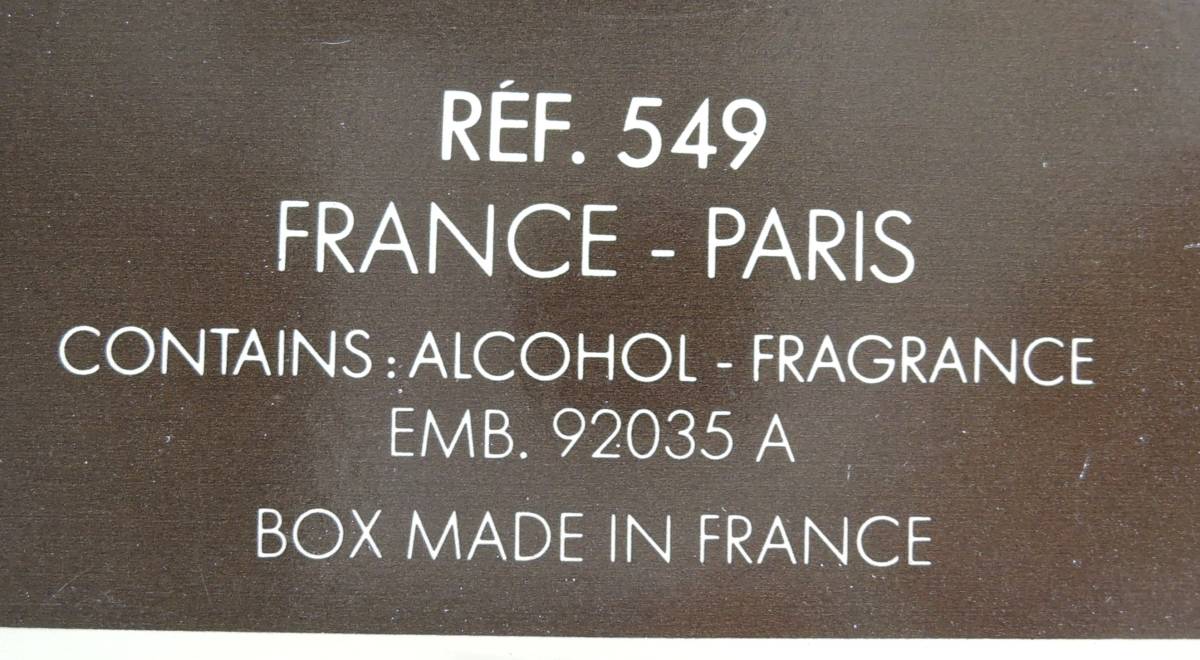 RÉF. 549
FRANCE - PARIS
CONTAINS : ALCOHOL - FRAGRANCE
EMB. 92035 A
BOX MADE IN FRANCE